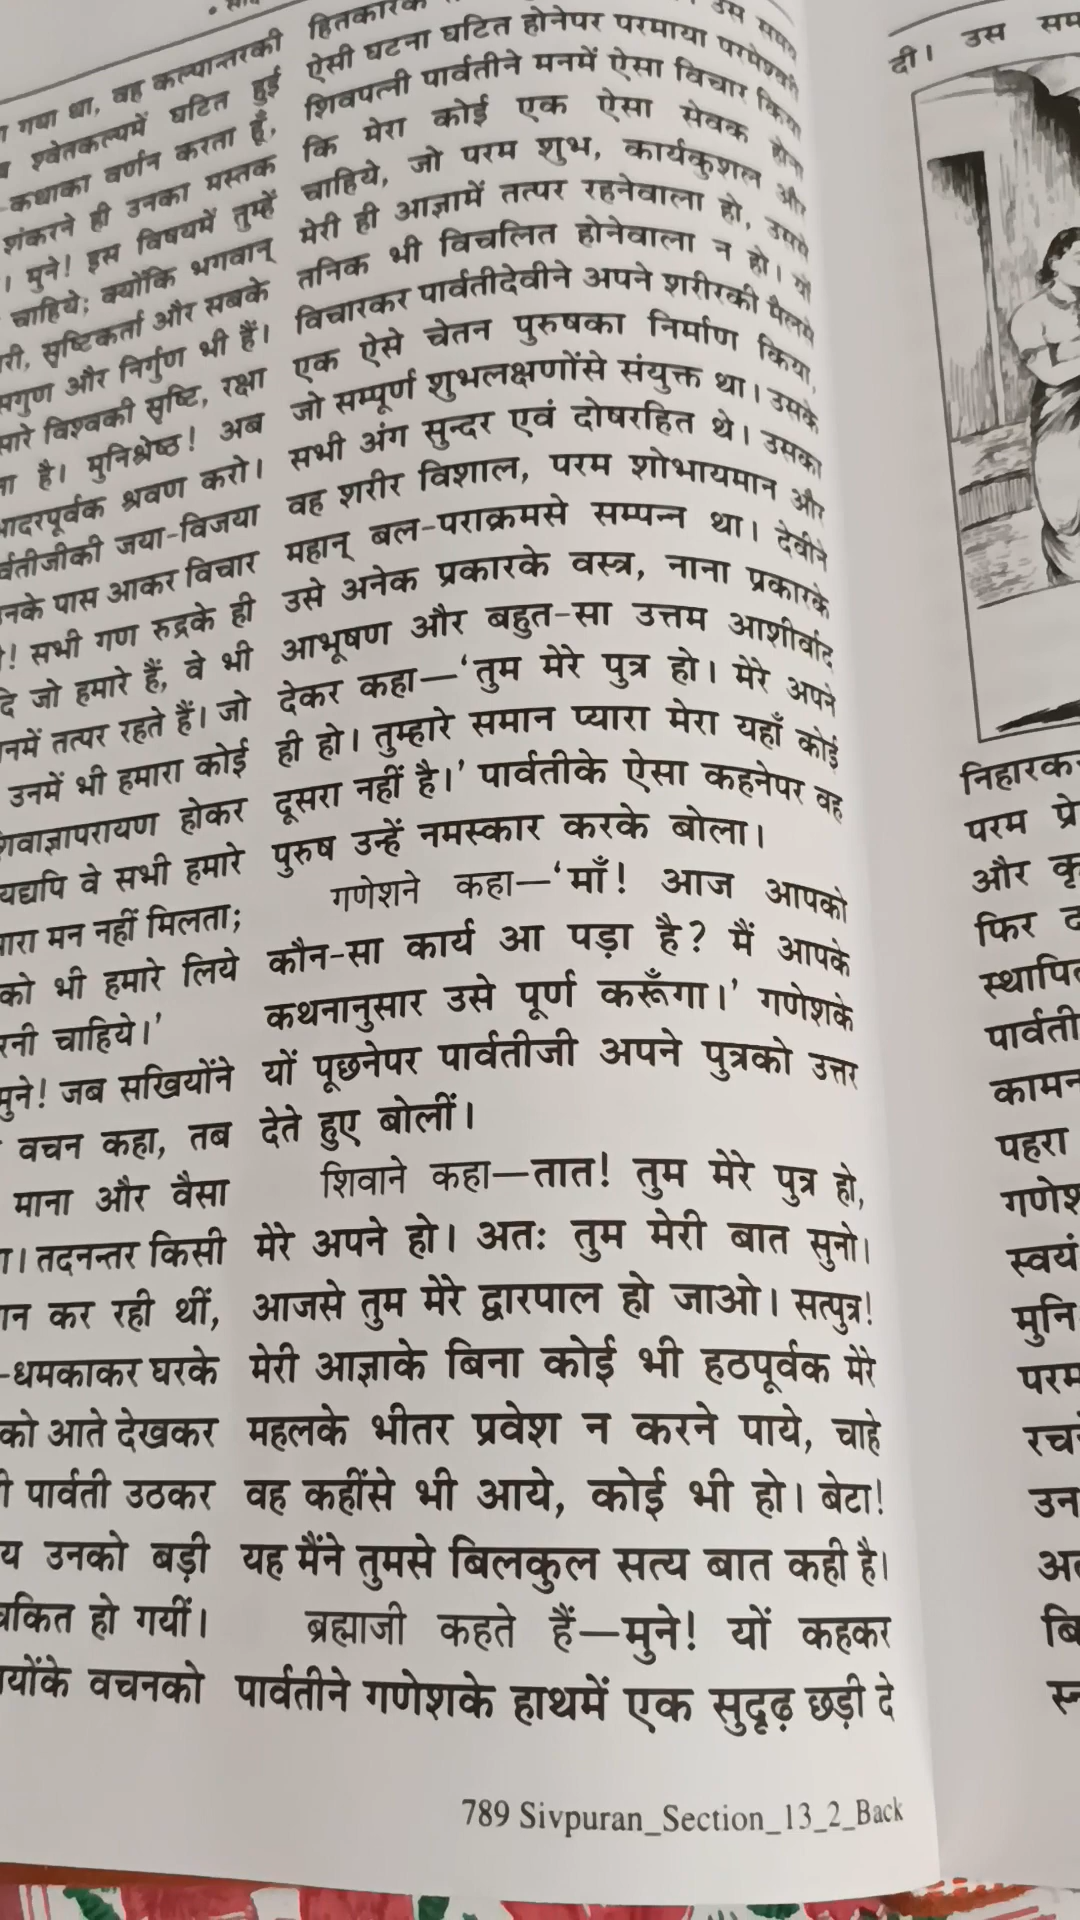 गया था, वह कल्यान्तरकी
श्वेतकल्पमें घटित हुई
कथाका वर्णन करता हूँ,
शंकरने ही उनका मस्तक
। मुने! इस विषयमें तुम्हें
चाहिये; क्योंकि भगवान्
सृष्टिकर्ता और सबके
सगुण और निर्गुण भी हैं।
सारे विश्वकी सृष्टि, रक्षा
है। मुनिश्रेष्ठ! अब
श्रवण करो।
जया-विजया
पास आकर विचार
! सभी गण रुद्रके ही
जो हमारे हैं, वे भी
तत्पर रहते हैं। जो
उनमें भी हमारा कोई
होकर
यद्यपि वे सभी हमारे
मन नहीं मिलता;
को भी हमारे लिये
चाहिये।'
मुने! जब सखियोंने
वचन कहा, तब
माना और वैसा
। तदनन्तर किसी
कर रही थीं,
-धमकाकर घरके
को आते देखकर
पार्वती उठकर
उनको बड़ी
हो गयीं।
वचनको
ऐसी घटना घटित होनेपर परमाया परमेश्वरी
शिवपत्नी पार्वतीने मनमें ऐसा विचार किया
कि मेरा कोई एक ऐसा सेवक होना
चाहिये, जो परम शुभ, कार्यकुशल और
मेरी ही आज्ञामें तत्पर रहनेवाला हो, उससे
तनिक भी विचलित होनेवाला न हो। यों
विचारकर पार्वतीदेवीने अपने शरीरकी मैलसे
एक ऐसे चेतन पुरुषका निर्माण किया,
जो सम्पूर्ण शुभलक्षणोंसे संयुक्त था। उसके
सभी अंग सुन्दर एवं दोषरहित थे। उसका
वह शरीर विशाल, परम शोभायमान और
महान् बल-पराक्रमसे सम्पन्न था। देवीने
उसे अनेक प्रकारके वस्त्र, नाना प्रकारके
आभूषण और बहुत-सा उत्तम आशीर्वाद
देकर कहा—‘तुम मेरे पुत्र हो। मेरे अपने
ही हो। तुम्हारे समान प्यारा मेरा यहाँ कोई
दूसरा नहीं है।’ पार्वतीके ऐसा कहनेपर वह
पुरुष उन्हें नमस्कार करके बोला।
गणेशने कहा—‘माँ! आज आपको
कौन-सा कार्य आ पड़ा है? मैं आपके
कथनानुसार उसे पूर्ण करूँगा।’ गणेशके
यों पूछनेपर पार्वतीजी अपने पुत्रको उत्तर
देते हुए बोलीं।
शिवाने कहा—तात! तुम मेरे पुत्र हो,
मेरे अपने हो। अतः तुम मेरी बात सुनो।
आजसे तुम मेरे द्वारपाल हो जाओ। सत्पुत्र!
मेरी आज्ञाके बिना कोई भी हठपूर्वक मेरे
महलके भीतर प्रवेश न करने पाये, चाहे
वह कहींसे भी आये, कोई भी हो। बेटा!
यह मैंने तुमसे बिलकुल सत्य बात कही है।
ब्रह्माजी कहते हैं—मुने! यों कहकर
पार्वतीने गणेशके हाथमें एक सुदृढ़ छड़ी दे
789 Sivpuran_Section_13_2_Back
दी। उस
परम
और
फिर
पहरा